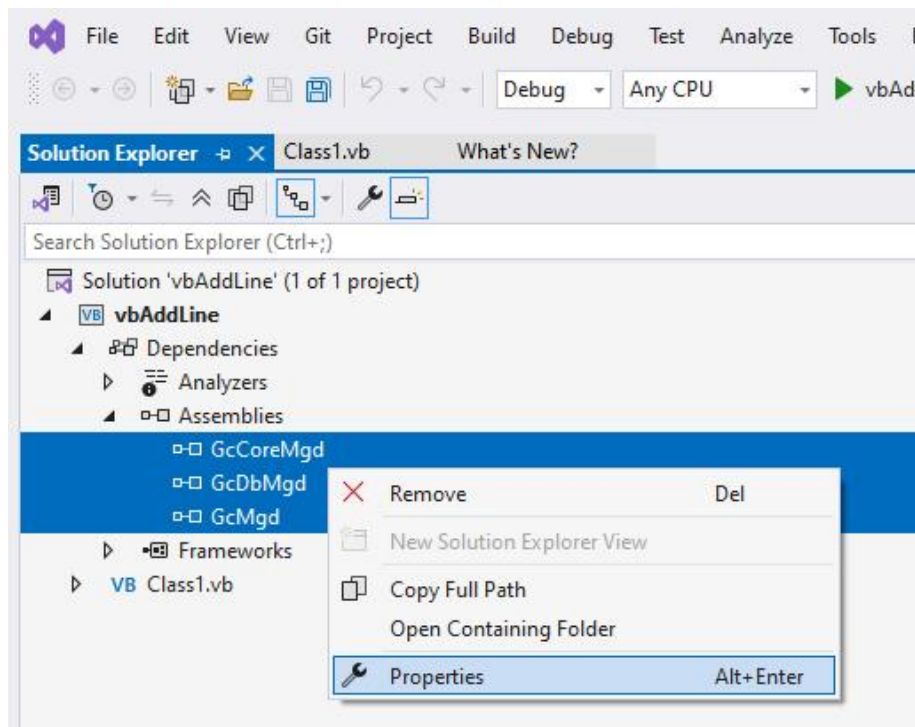 File Edit View Git Project Build Debug Test Analyze Tools
Debug Any CPU vbAd
Solution Explorer Class1.vb What's New?
Search Solution Explorer (Ctrl+;)
Solution 'vbAddLine' (1 of 1 project)
VB vbAddLine
Dependencies
Analyzers
Assemblies
GcCoreMgd
GcDbMgd
GcMgd
Remove Del
New Solution Explorer View
Frameworks
VB Class1.vb
Copy Full Path
Open Containing Folder
Properties Alt+Enter